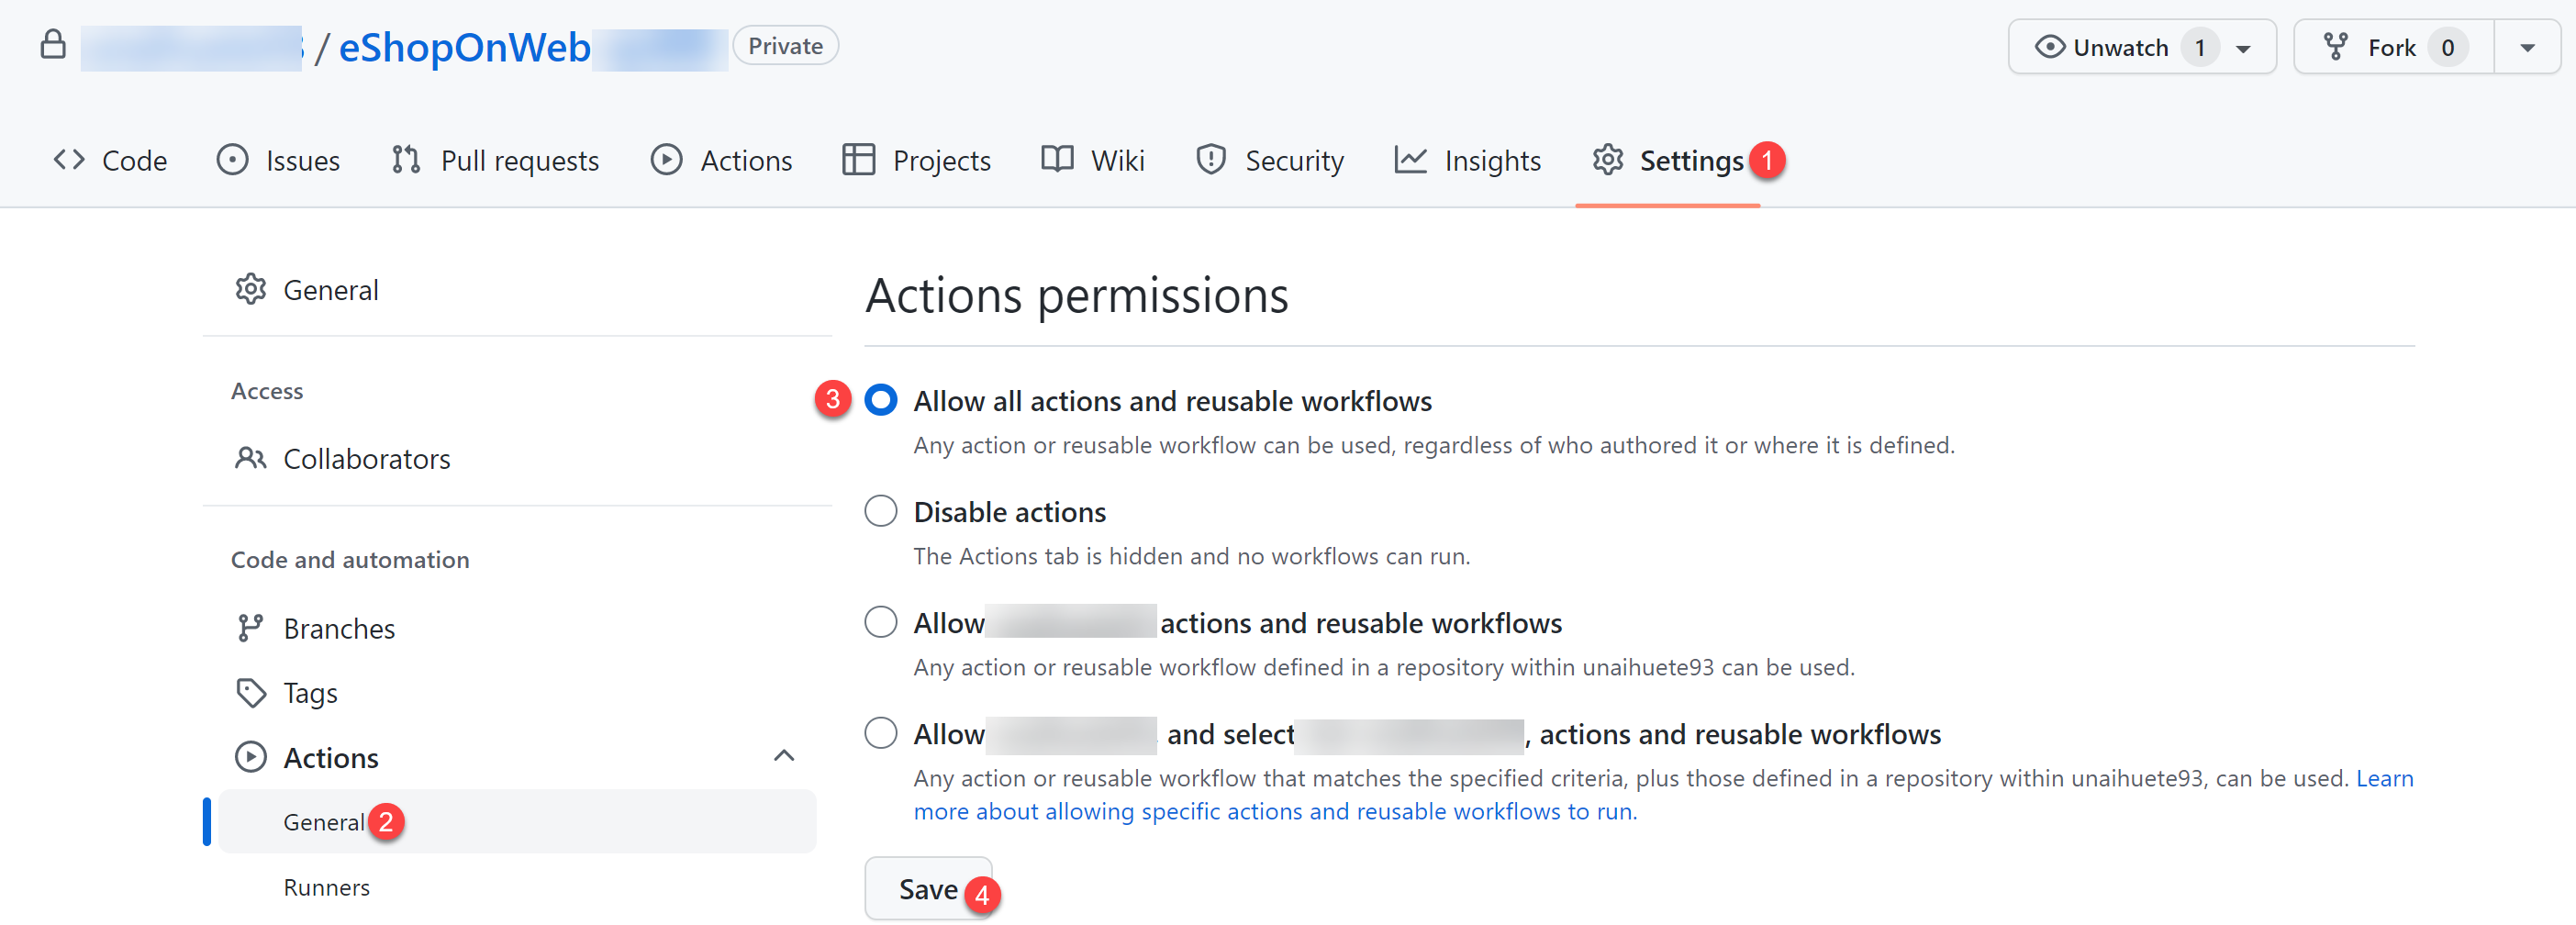 / eShopOnWeb Private Unwatch 1 Fork 0
Code Issues Pull requests Actions Projects Wiki Security Insights Settings 1
General
Access
Collaborators
Code and automation
Branches
Tags
Actions
General 2
Runners
Actions permissions
3 Allow all actions and reusable workflows
Any action or reusable workflow can be used, regardless of who authored it or where it is defined.
Disable actions
The Actions tab is hidden and no workflows can run.
Allow actions and reusable workflows
Any action or reusable workflow defined in a repository within unaihuete93 can be used.
Allow and select , actions and reusable workflows
Any action or reusable workflow that matches the specified criteria, plus those defined in a repository within unaihuete93, can be used. Learn
more about allowing specific actions and reusable workflows to run.
Save 4